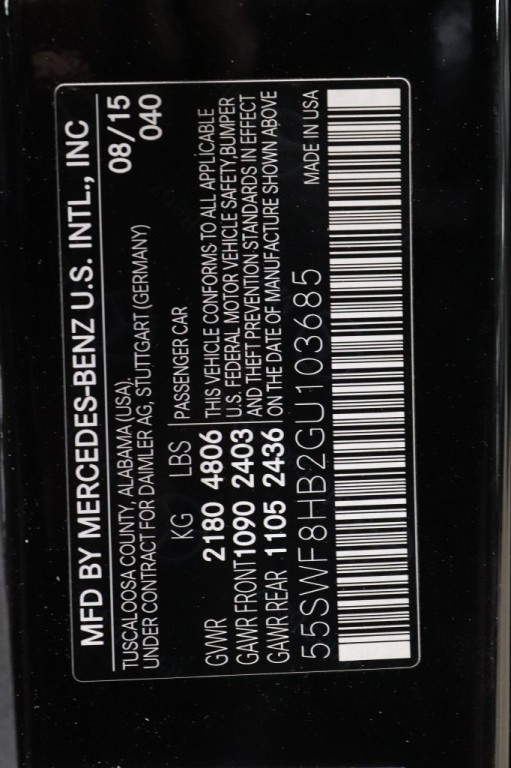 MFD BY MERCEDES-BENZ U.S. INTL., INC
TUSCALOOSA COUNTY, ALABAMA (USA), 08/15
UNDER CONTRACT FOR DAIMLER AG, STUTTGART (GERMANY) 040
KG LBS PASSENGER CAR
GVWR 2180 4806 THIS VEHICLE CONFORMS TO ALL APPLICABLE
GAWR FRONT 1090 2403 U.S. FEDERAL MOTOR VEHICLE SAFETY,BUMPER
GAWR REAR 1105 2436 AND THEFT PREVENTION STANDARDS IN EFFECT
ON THE DATE OF MANUFACTURE SHOWN ABOVE
55SWF8HB2GU103685 MADE IN USA